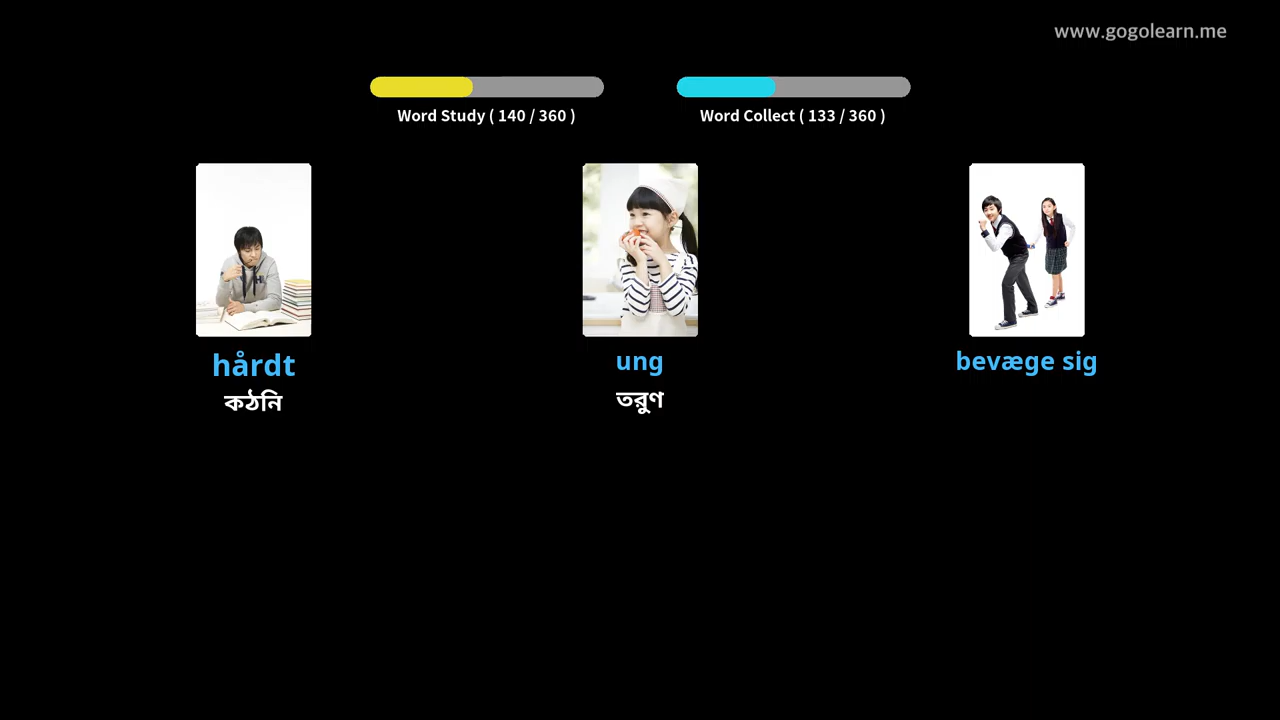 www.gogolearn.me
Word Study ( 140 / 360 )
Word Collect ( 133 / 360 )
hårdt
কঠিন
ung
তরুণ
bevæge sig